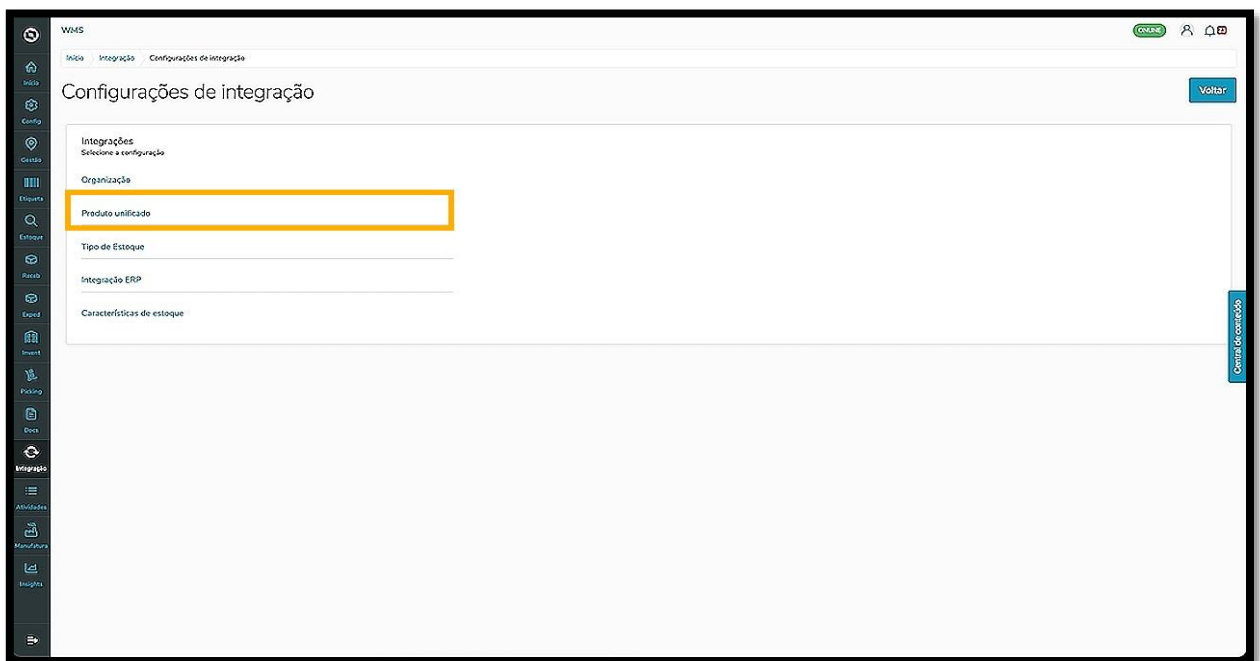 WMS
ONLINE
Início Integração Configurações de integração
Configurações de integração
Voltar
Integrações
Selecione a configuração
Organização
Produto unificado
Tipo de Estoque
Integração ERP
Características de estoque
Central de conteúdo
Início
Config
Gestão
Etiqueta
Estoque
Receb
Exped
Invent
Picking
Docs
Integração
Atividades
Manufatura
Insights